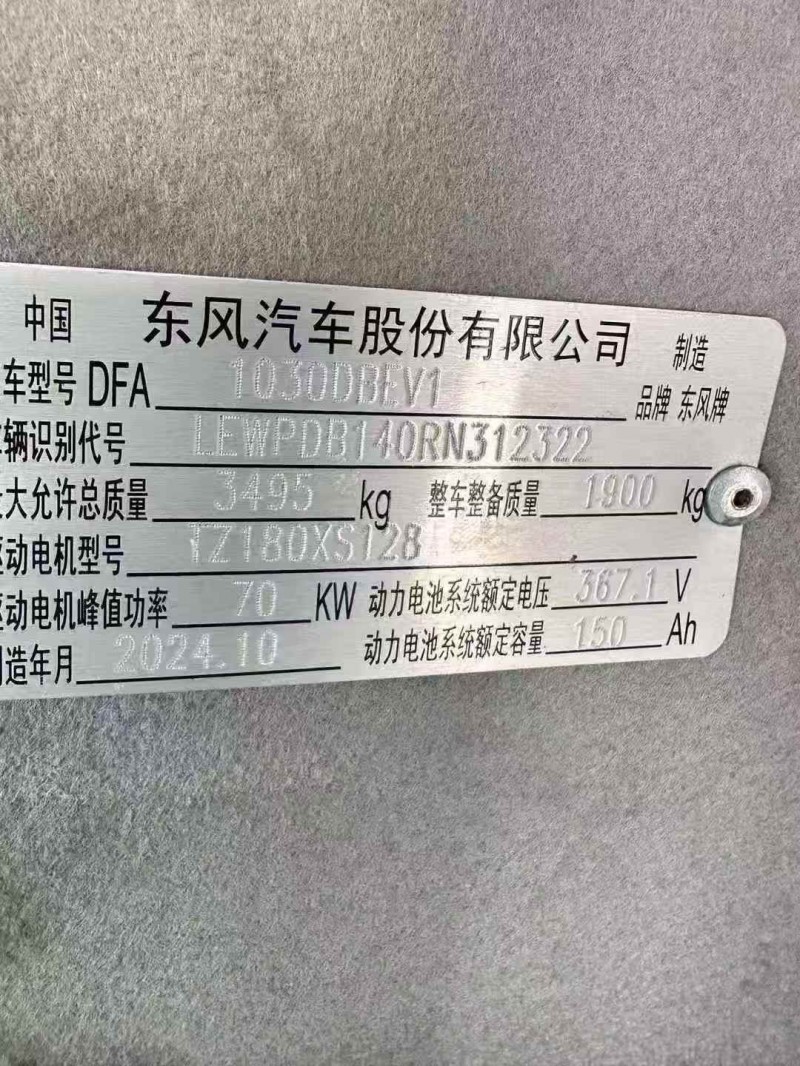 中国 东风汽车股份有限公司 制造
车型号 DFA 1030DBEV1 品牌 东风牌
辆识别代号 LEWPDB140RN312322
大允许总质量 3495 kg 整车整备质量 1900 kg
动电机型号 TZ180XS128
动电机峰值功率 70 KW 动力电池系统额定电压 367.1 V
造年月 2024.10 动力电池系统额定容量 150 Ah